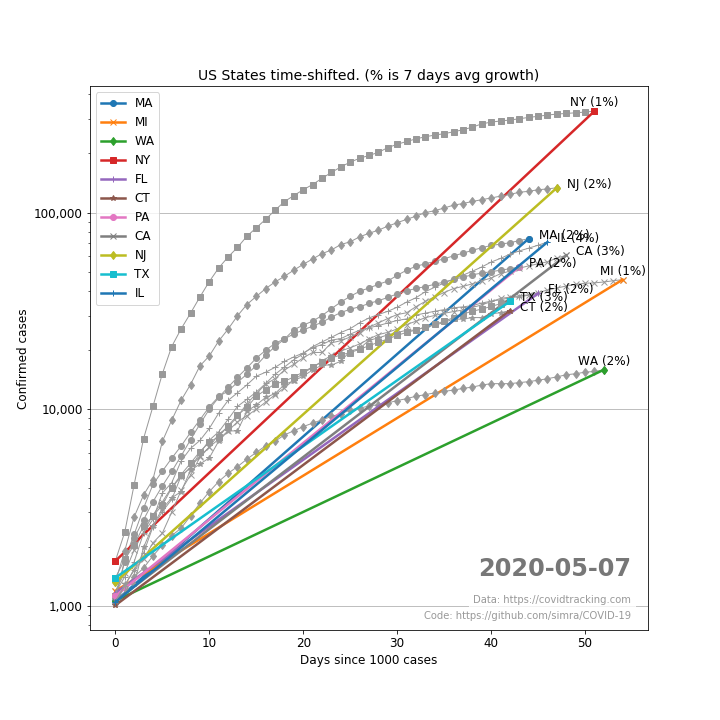 US States time-shifted. (% is 7 days avg growth)
MA
MI
WA
NY
FL
CT
PA
CA
NJ
TX
IL
NY (1%)
NJ (2%)
MA (2%)
IL (4%)
CA (3%)
PA (2%)
MI (1%)
FL (2%)
TX (3%)
CT (2%)
WA (2%)
100,000
10,000
1,000
Confirmed cases
2020-05-07
Data: https://covidtracking.com
Code: https://github.com/simra/COVID-19
0
10
20
30
40
50
Days since 1000 cases